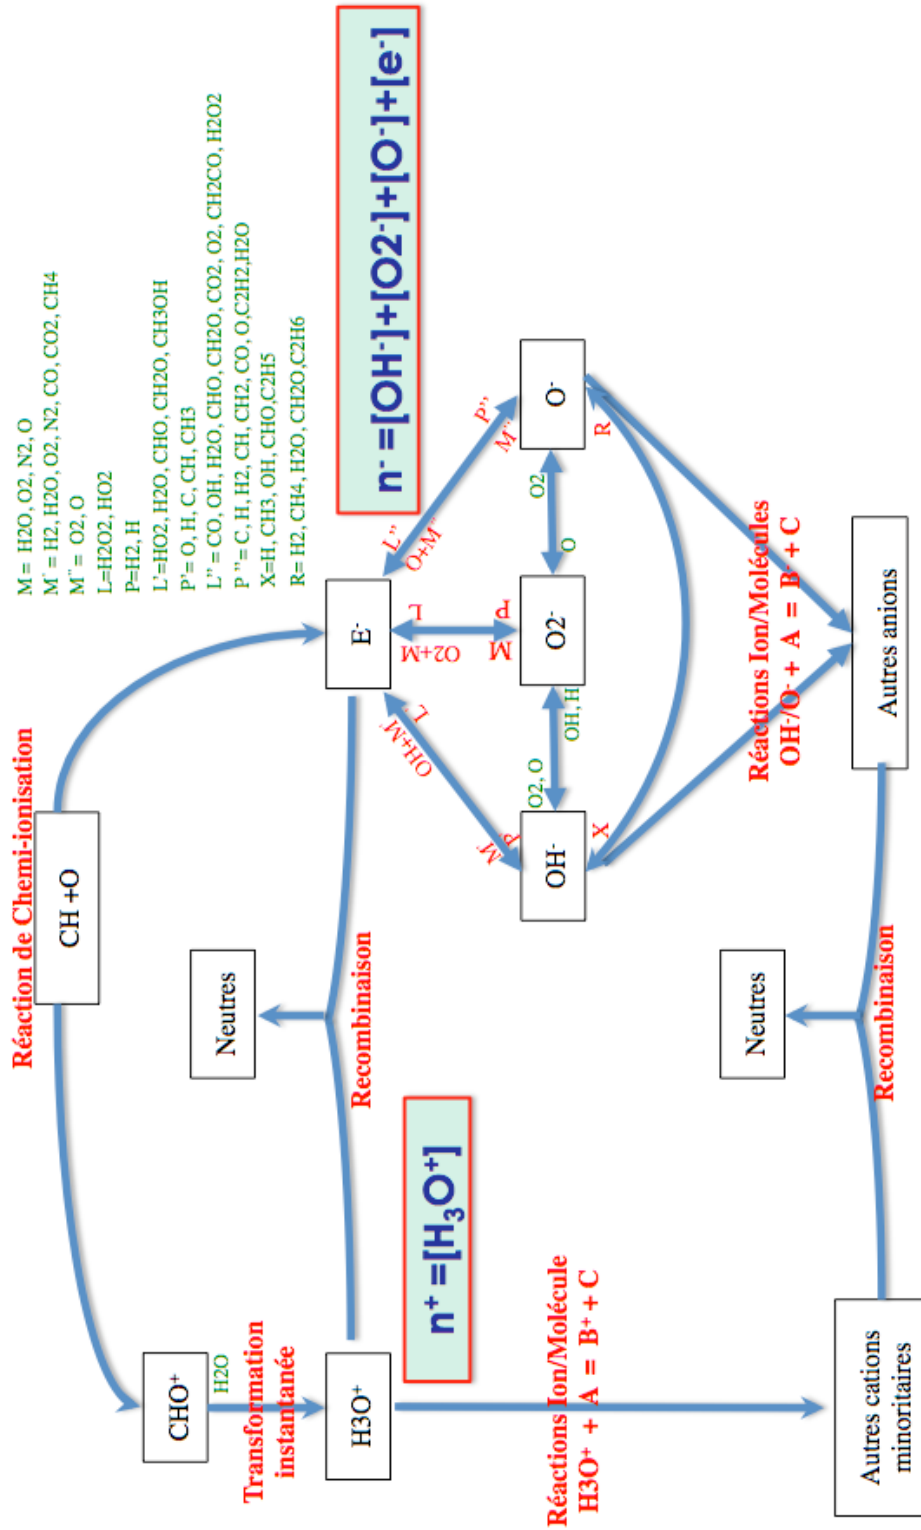 Réaction de Chemi-ionisation
CH +O
M = H2O, O2, N2, O
M' = H2, H2O, O2, N2, CO, CO2, CH4
M'' = O2, O
L=H2O2, HO2
P=H2, H
L'=HO2, H2O, CHO, CH2O, CH3OH
P'= O, H, C, CH, CH3
L'' = CO, OH, H2O, CHO, CH2O, CO2, O2, CH2CO, H2O2
P '' = C, H, H2, CH, CH2, CO, O,C2H2,H2O
X=H, CH3, OH, CHO,C2H5
R= H2, CH4, H2O, CH2O,C2H6
CHO⁺
H2O
Transformation
instantanée
Neutres
H3O⁺
Recombinaison
E⁻
n⁺ =[H₃O⁺]
n⁻ =[OH⁻]+[O2⁻]+[O⁻]+[e⁻]
OH+M'
L'
O2+M
L
L''
O+M''
M'
P'
M
P
M''
P''
OH⁻
O2, O
OH, H
O2⁻
O
O2
O⁻
X
R
Réactions Ion/Molécule
H3O⁺ + A = B⁺ + C
Réactions Ion/Molécules
OH⁻/O⁻ + A = B⁻ + C
Neutres
Autres cations
minoritaires
Recombinaison
Autres anions